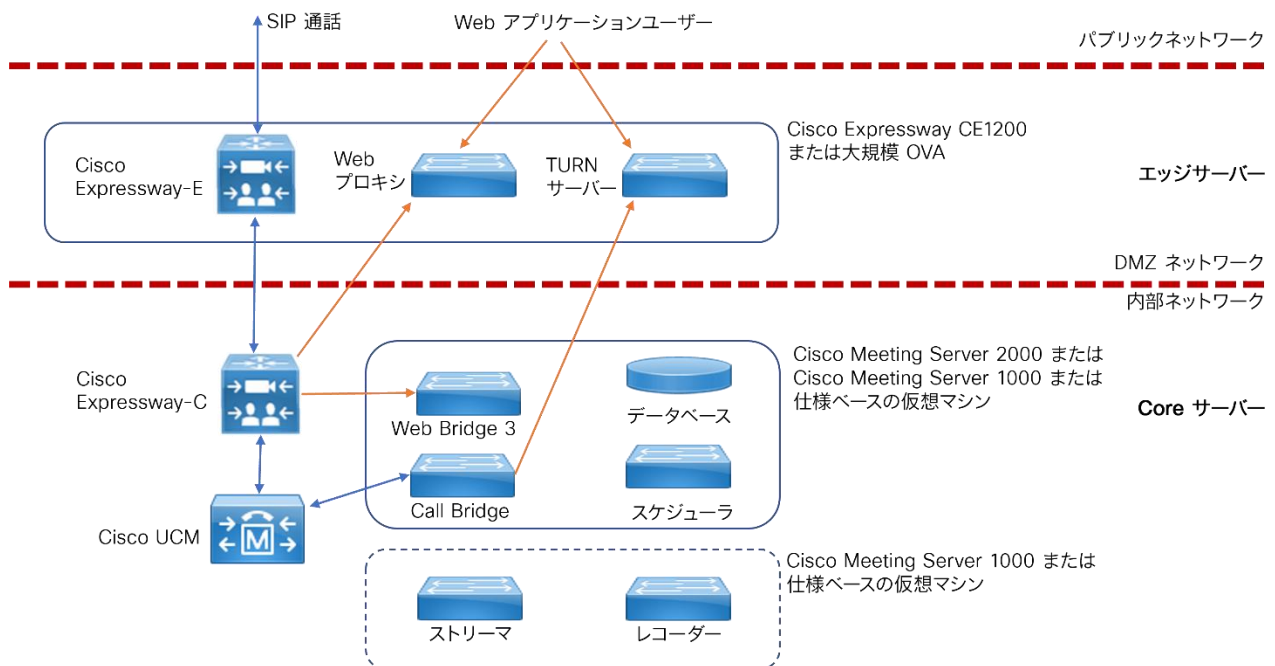 SIP 通話
Web アプリケーションユーザー
パブリックネットワーク
Cisco
Expressway-E
Web
プロキシ
TURN
サーバー
Cisco Expressway CE1200
または大規模 OVA
エッジサーバー
DMZ ネットワーク
内部ネットワーク
Cisco
Expressway-C
Web Bridge 3
データベース
Cisco Meeting Server 2000 または
Cisco Meeting Server 1000 または
仕様ベースの仮想マシン
Core サーバー
Call Bridge
スケジューラ
Cisco UCM
M
Cisco Meeting Server 1000 または
仕様ベースの仮想マシン
ストリーマ
レコーダー